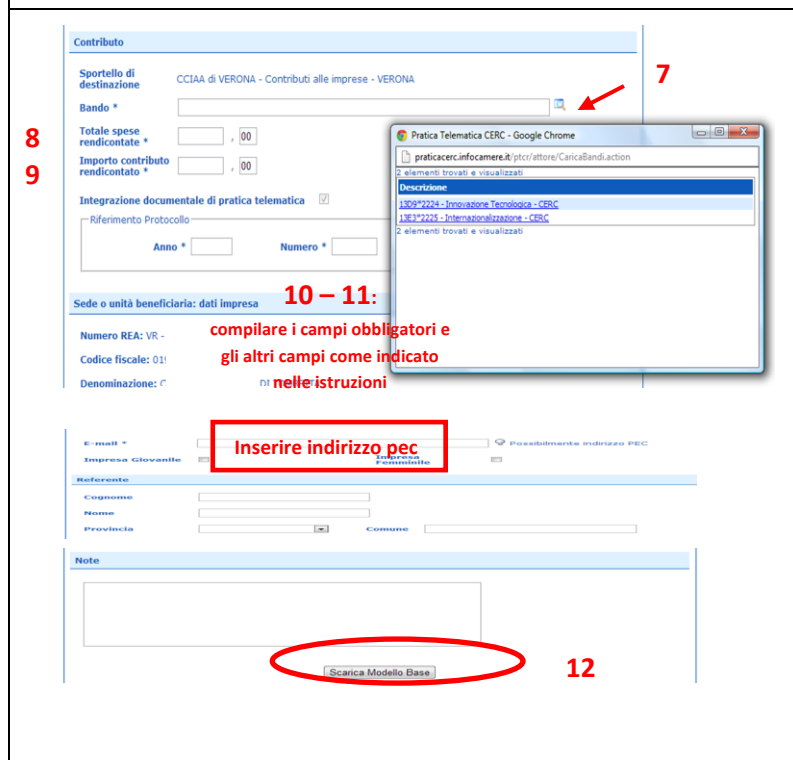 Contributo
7
Sportello di destinazione CCIAA di VERONA - Contributi alle imprese - VERONA
Bando *
8 Totale spese rendicontate * , 00
9 Importo contributo rendicontato * , 00
Pratica Telematica CERC - Google Chrome
praticacerc.infocamere.it/ptcr/attore/CaricaBandi.action
2 elementi trovati e visualizzati
Descrizione
13D9*2224 - Innovazione Tecnologica - CERC
13E3*2225 - Internazionalizzazione - CERC
2 elementi trovati e visualizzati
Integrazione documentale di pratica telematica
Riferimento Protocollo
Anno * Numero *
Sede o unità beneficiaria: dati impresa
10 – 11:
compilare i campi obbligatori e
gli altri campi come indicato
nelle istruzioni
Numero REA: VR -
Codice fiscale: 01
Denominazione:
E-mail * Possibilmente indirizzo PEC
Inserire indirizzo pec
Impresa Giovanile Impresa Femminile
Referente
Cognome
Nome
Provincia Comune
Note
Scarica Modello Base
12